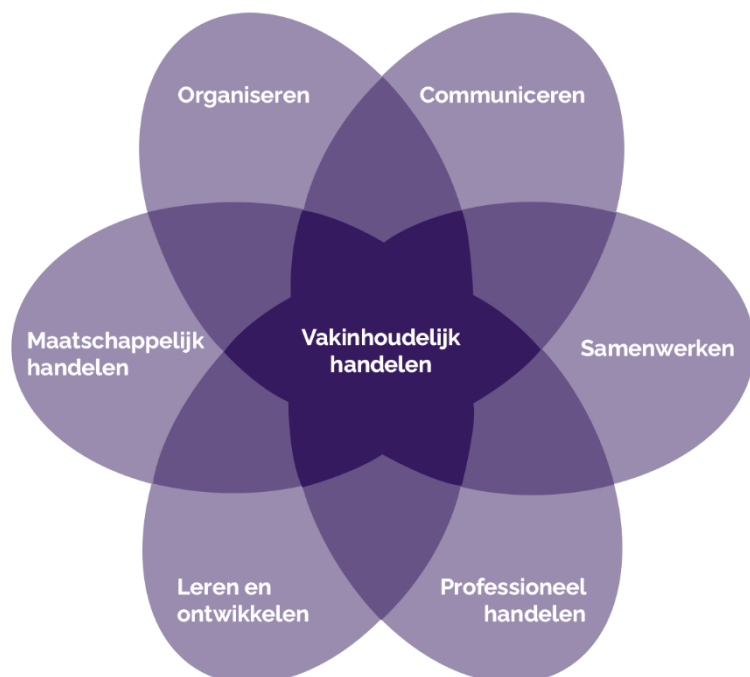 Organiseren
Communiceren
Maatschappelijk
handelen
Vakinhoudelijk
handelen
Samenwerken
Leren en
ontwikkelen
Professioneel
handelen